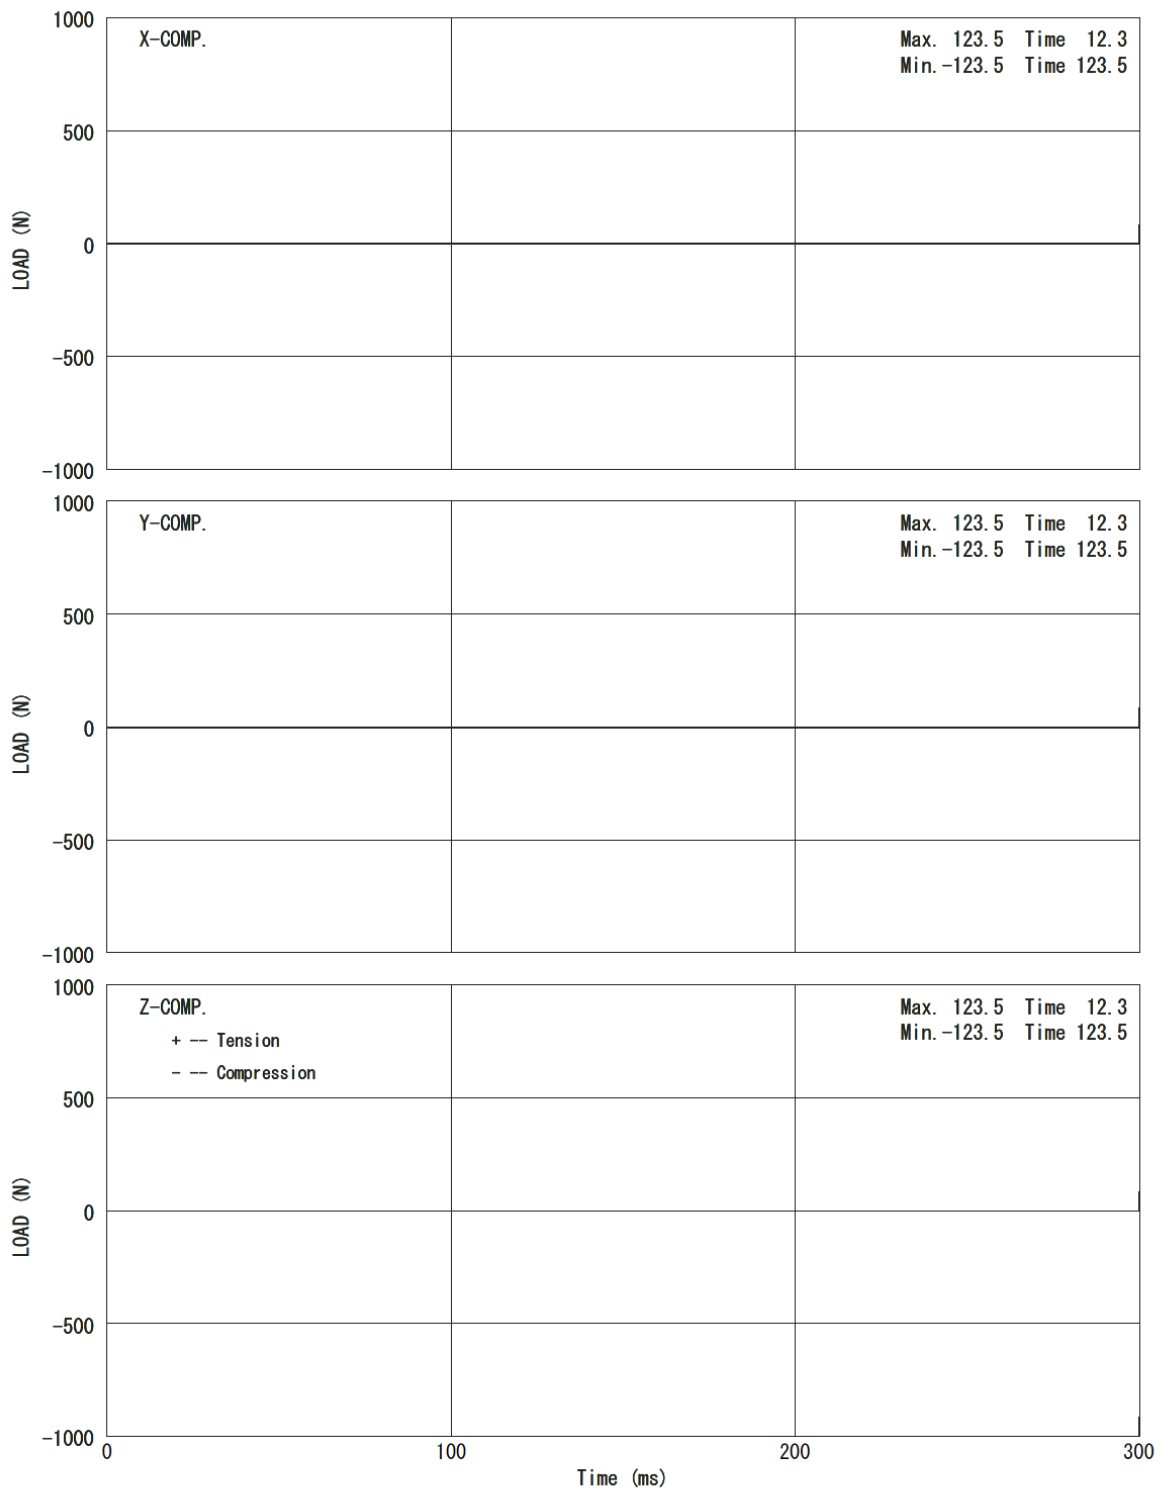 1000
X-COMP.
Max. 123.5 Time 12.3
Min.-123.5 Time 123.5
500
0
-500
-1000
LOAD (N)
1000
Y-COMP.
Max. 123.5 Time 12.3
Min.-123.5 Time 123.5
500
0
-500
-1000
LOAD (N)
1000
Z-COMP.
Max. 123.5 Time 12.3
Min.-123.5 Time 123.5
+ -- Tension
- -- Compression
500
0
-500
-1000
LOAD (N)
0 100 200 300
Time (ms)